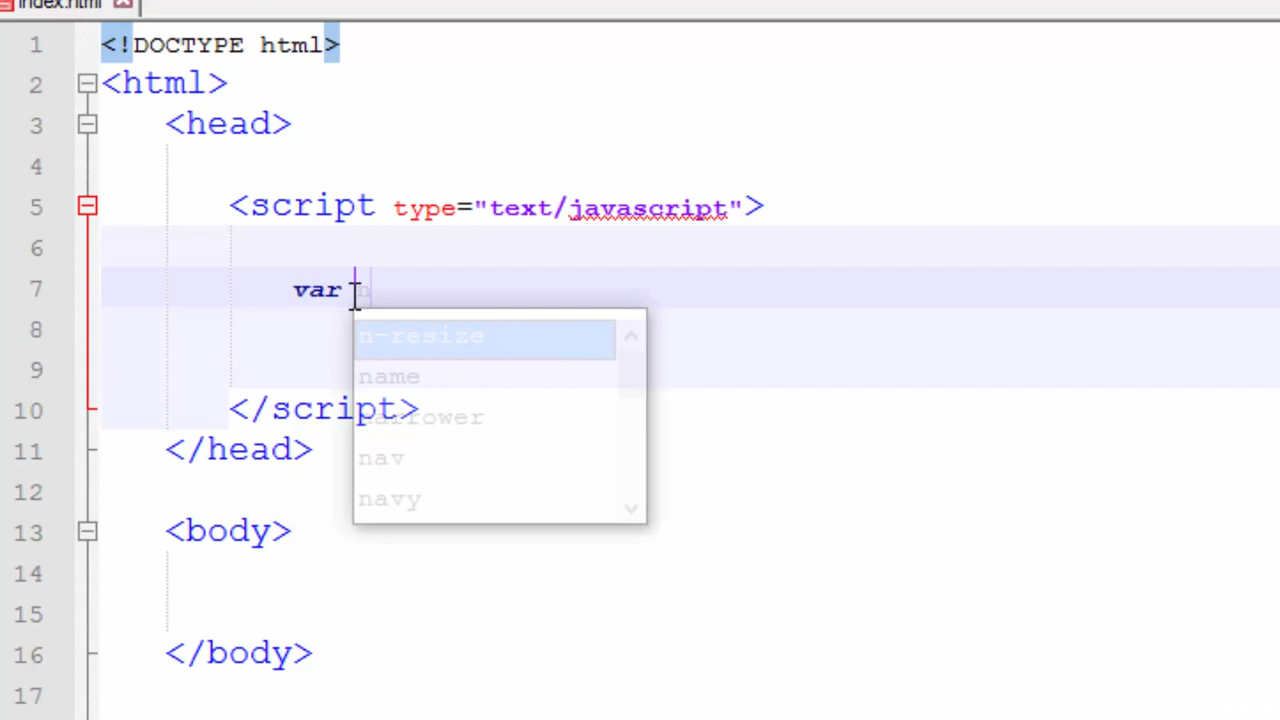 index.html
1 <!DOCTYPE html>
2 <html>
3 <head>
4
5 <script type="text/javascript">
6
7 var n
n-resize
8
name
9
10 </script>
narrower
11 </head>
nav
12
navy
13 <body>
14
15
16 </body>
17